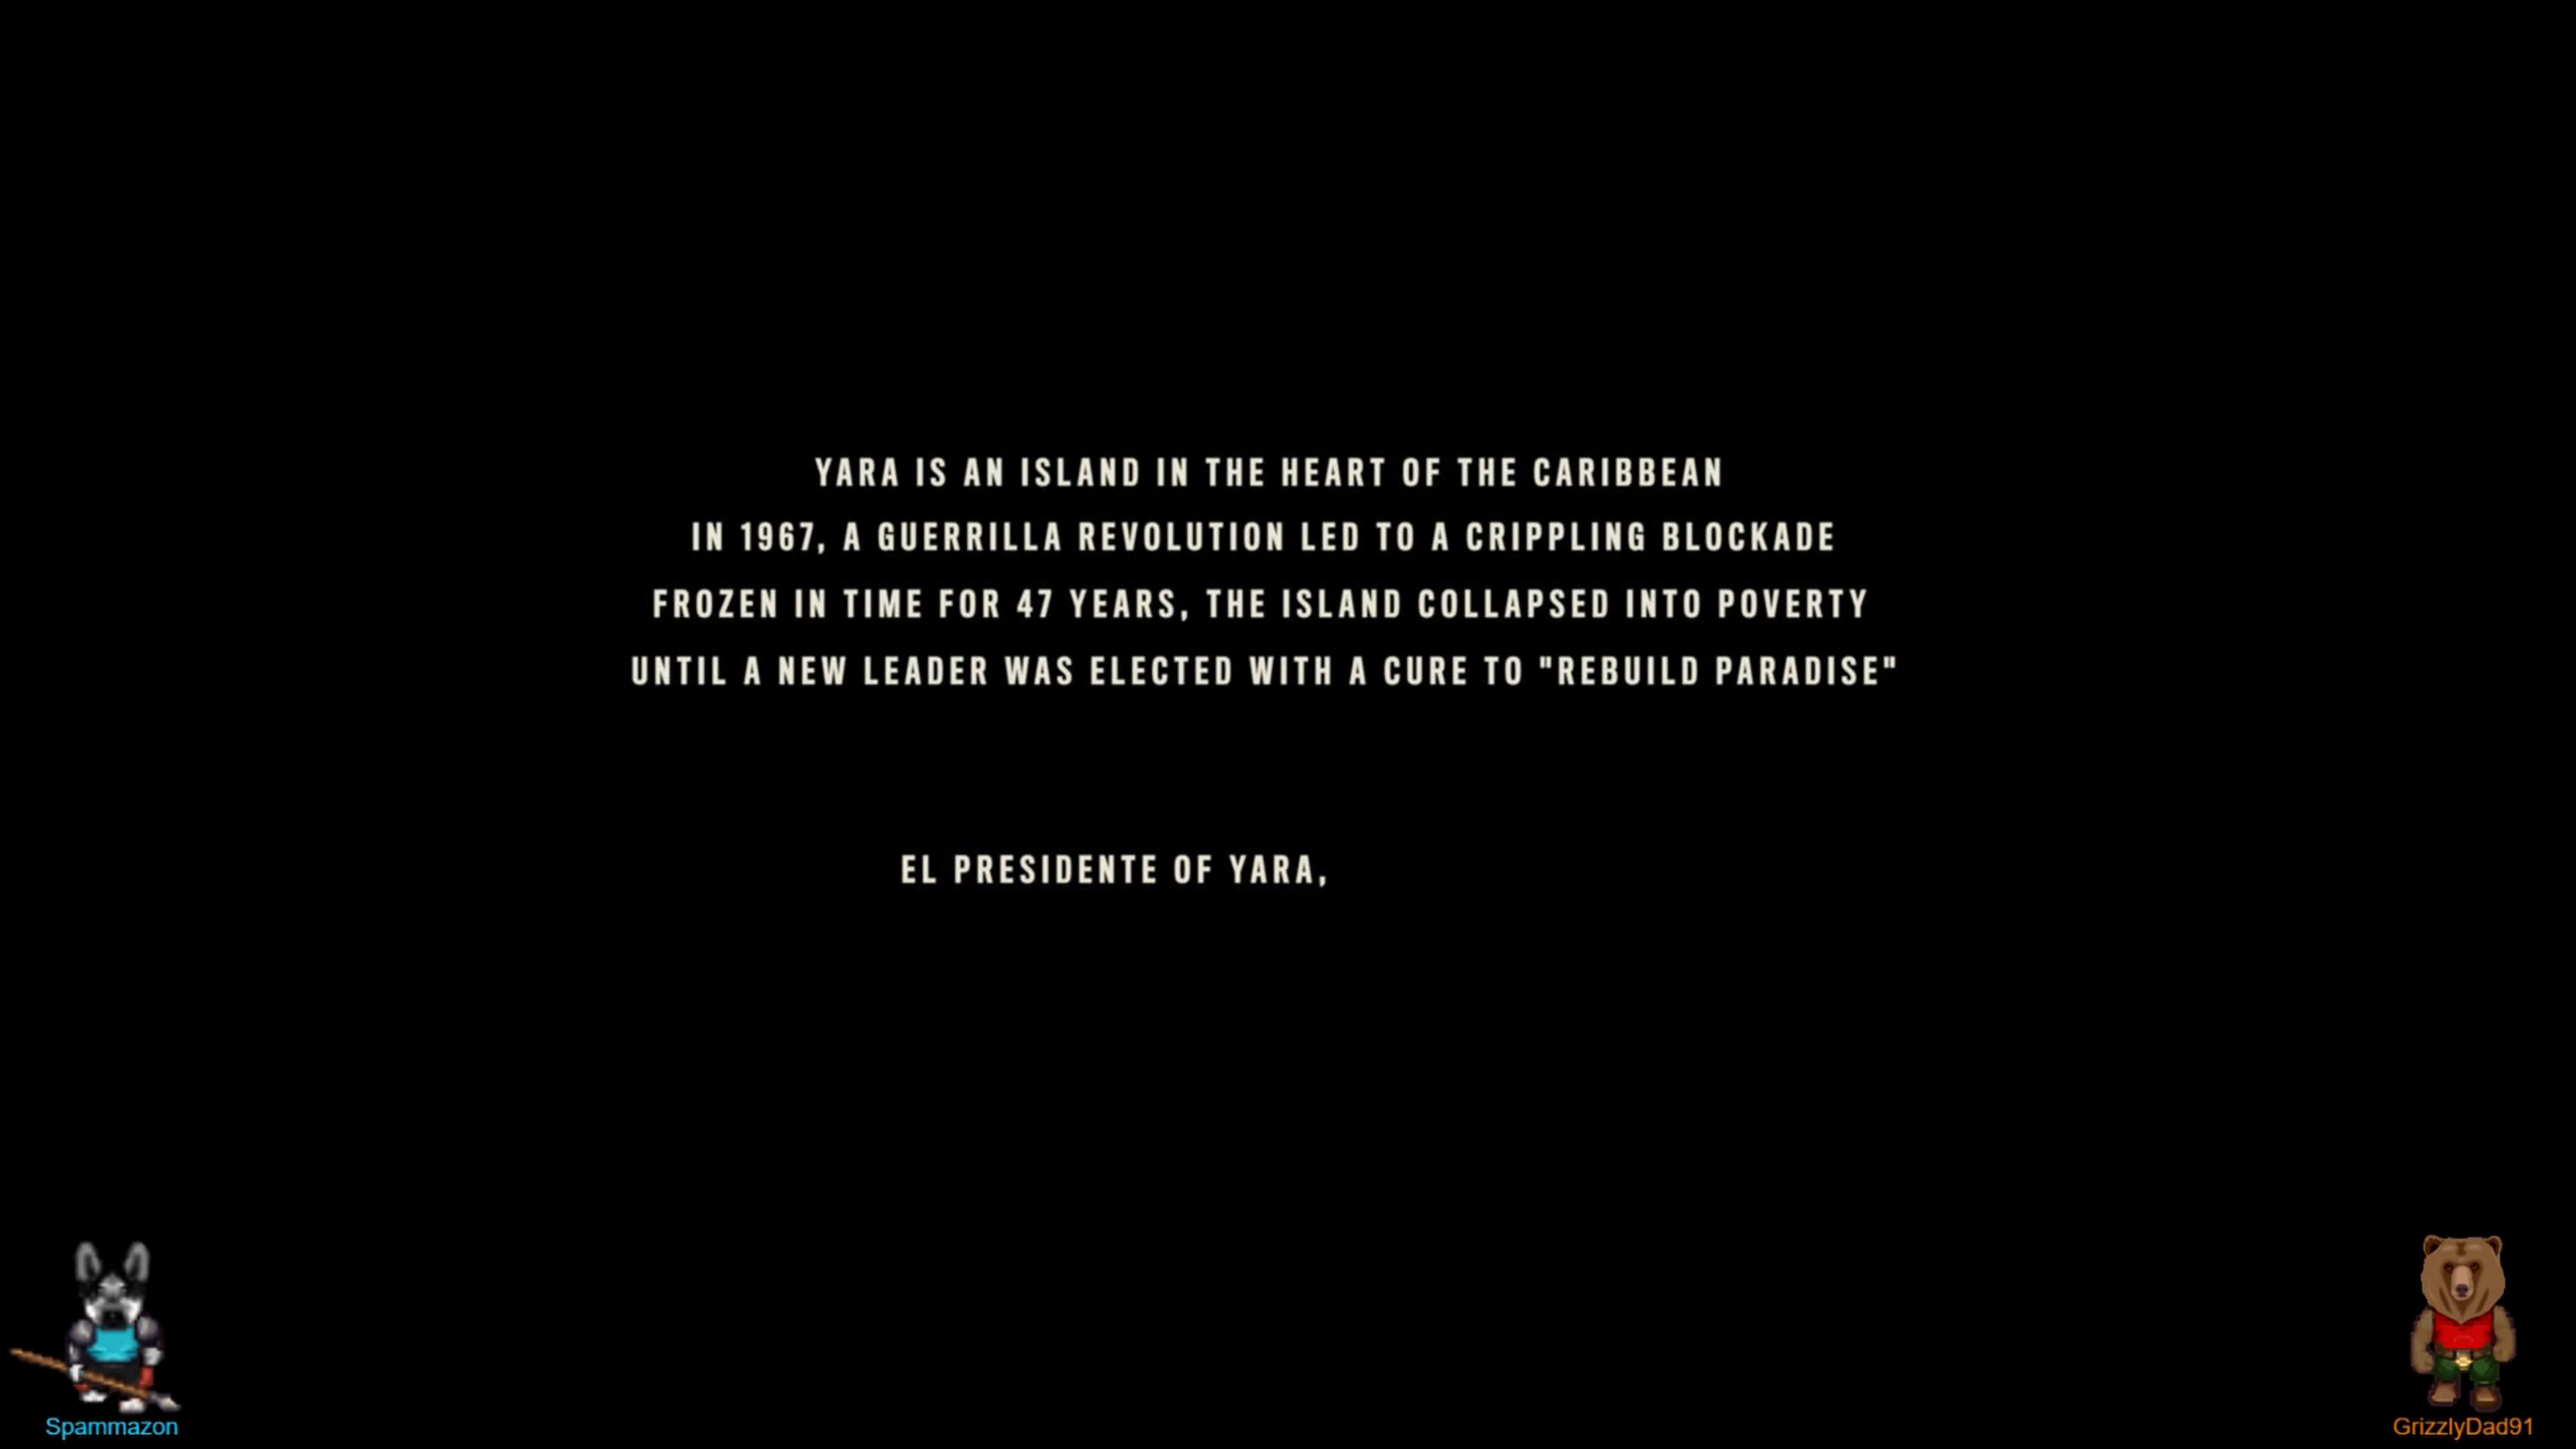 YARA IS AN ISLAND IN THE HEART OF THE CARIBBEAN
IN 1967, A GUERRILLA REVOLUTION LED TO A CRIPPLING BLOCKADE
FROZEN IN TIME FOR 47 YEARS, THE ISLAND COLLAPSED INTO POVERTY
UNTIL A NEW LEADER WAS ELECTED WITH A CURE TO "REBUILD PARADISE"
EL PRESIDENTE OF YARA,
Spammazon
GrizzlyDad91